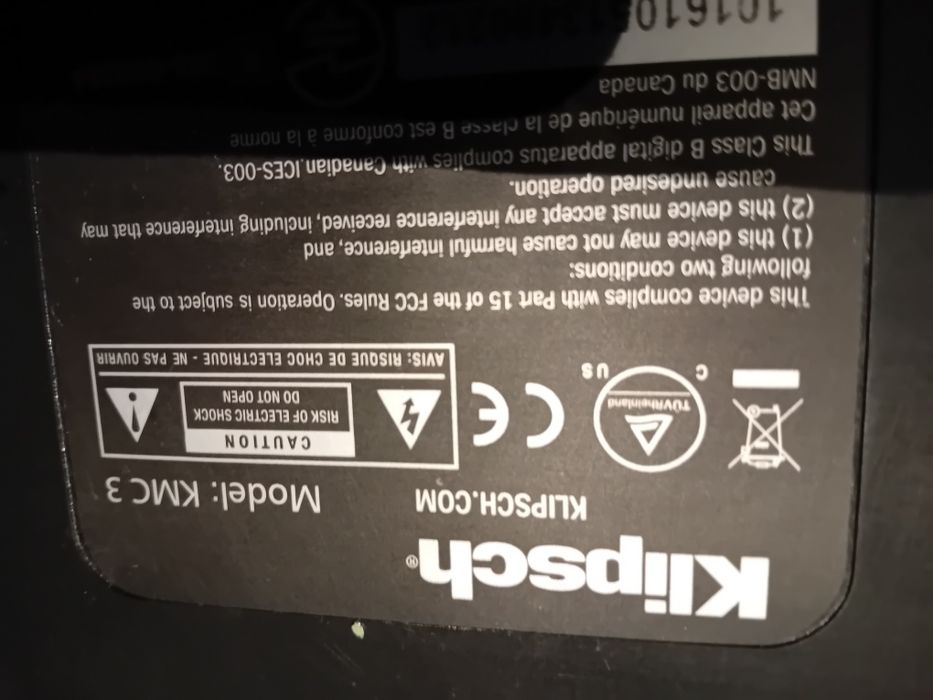 Klipsch®
KLIPSCH.COM Model: KMC 3
C TÜVRheinland US
CAUTION
RISK OF ELECTRIC SHOCK
DO NOT OPEN
AVIS: RISQUE DE CHOC ELECTRIQUE - NE PAS OUVRIR
This device complies with Part 15 of the FCC Rules. Operation is subject to the
following two conditions:
(1) this device may not cause harmful interference, and
(2) this device must accept any interference received, including interference that may
cause undesired operation.
This Class B digital apparatus complies with Canadian ICES-003.
Cet appareil numérique de la classe B est conforme à la norme
NMB-003 du Canada